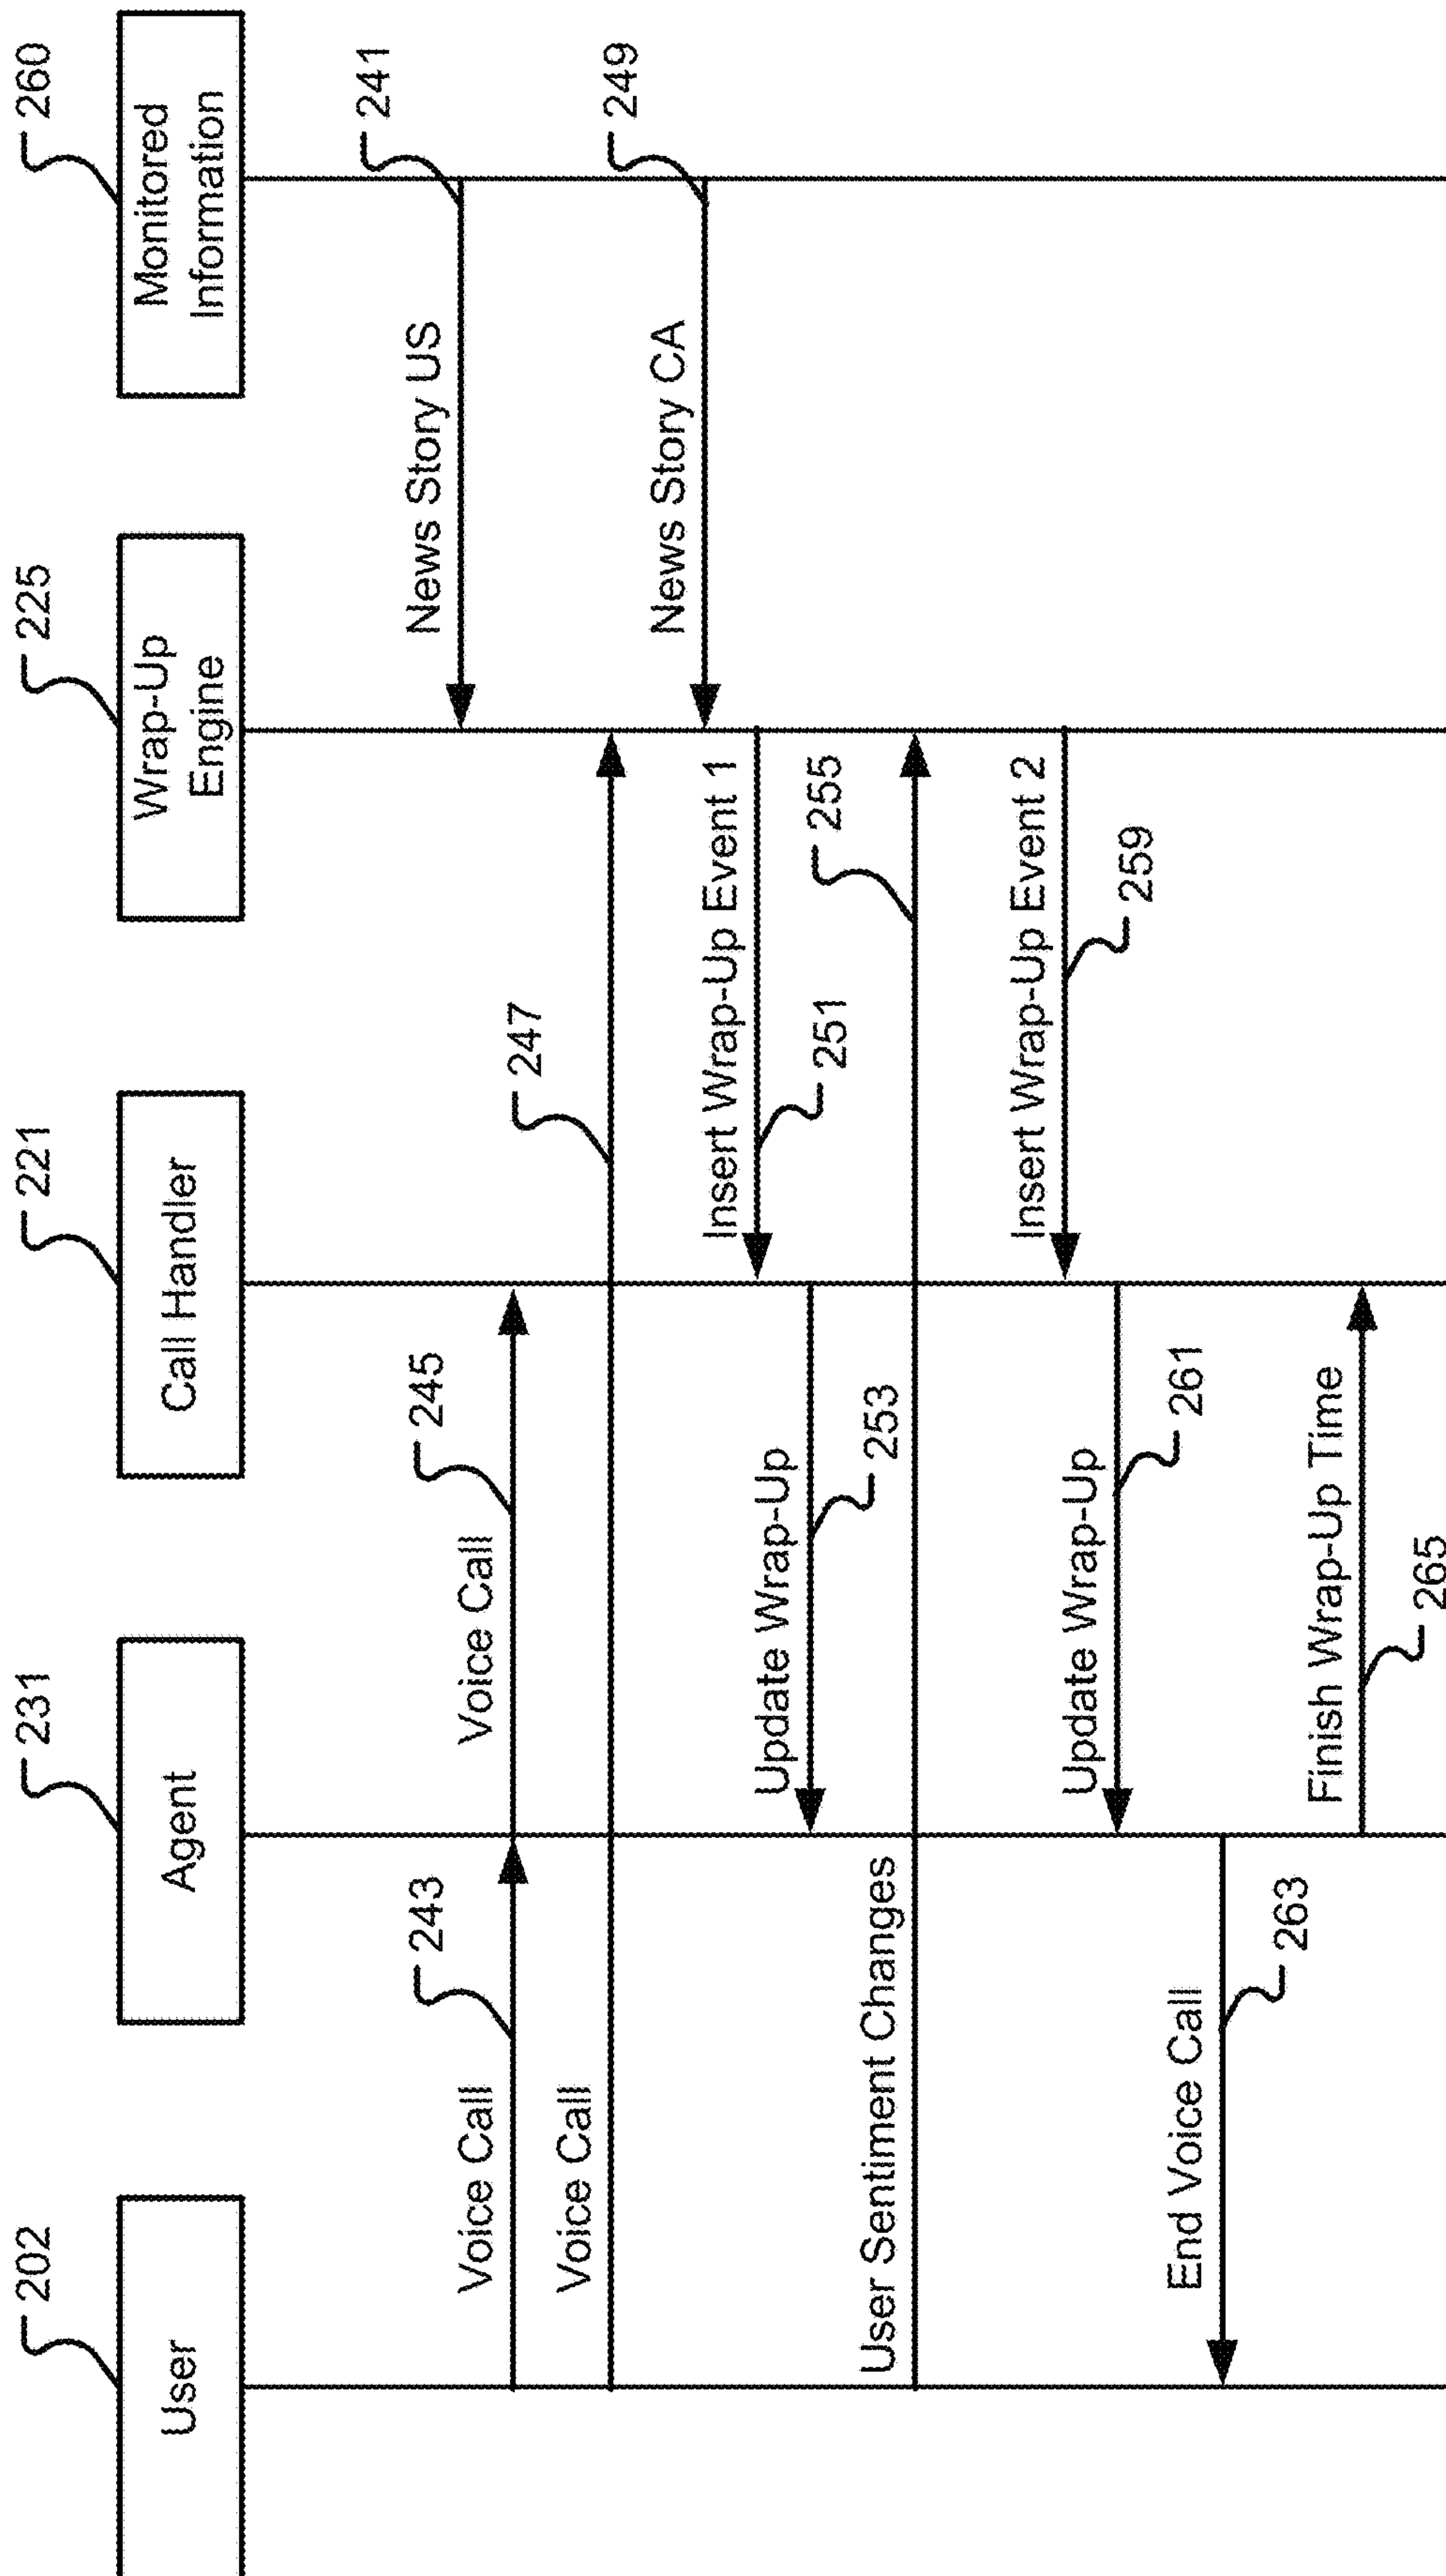 202
231
221
225
260
User
Agent
Call Handler
Wrap-Up
Engine
Monitored
Information
241
News Story US
243
245
Voice Call
Voice Call
247
Voice Call
249
News Story CA
Insert Wrap-Up Event 1
251
Update Wrap-Up
253
255
User Sentiment Changes
Insert Wrap-Up Event 2
259
Update Wrap-Up
261
End Voice Call
263
Finish Wrap-Up Time
265